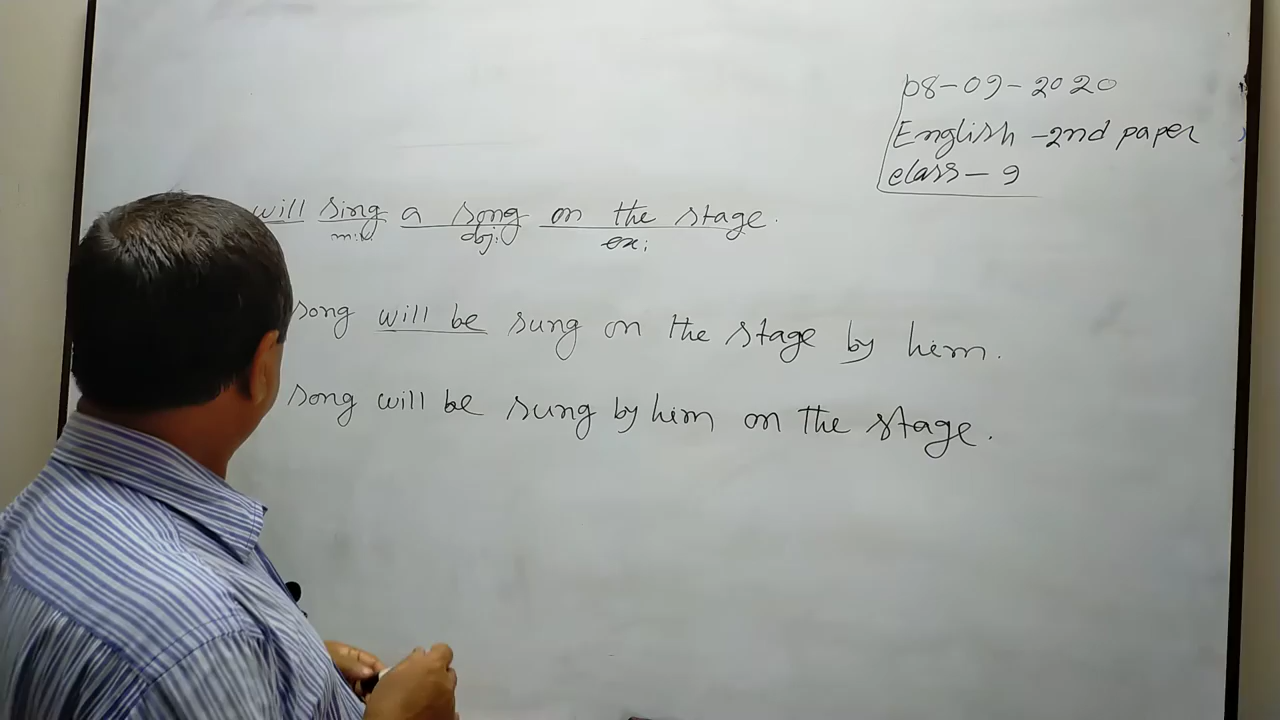 08-09-2020
English -2nd paper
class - 9
will sing a song on the stage.
m.v. obj. ex;
song will be sung on the stage by him.
song will be sung by him on the stage.